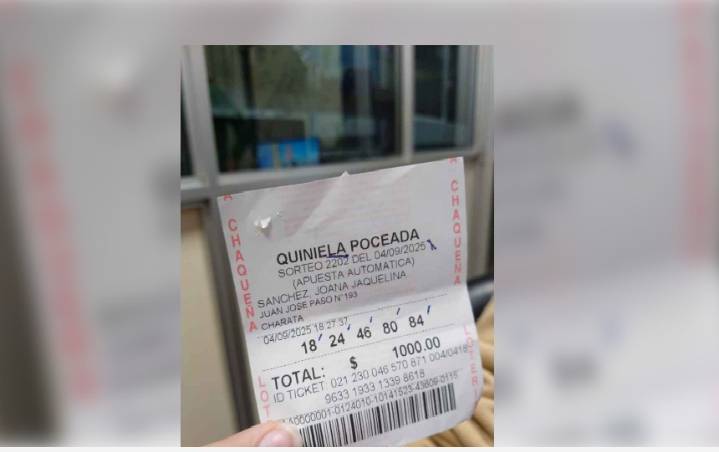 QUINIELA POCEADA
SORTEO 2202 DEL 04/09/2025
(APUESTA AUTOMATICA)
SANCHEZ, JOANA JAQUELINA
JUAN JOSE PASO N°193
CHARATA
04/09/2025 18:27:37
18 24 46 80 84
TOTAL: $ 1000.00
ID TICKET: 021 230 046 570 871 004/0418
9633 1933 1339 8618
CHAQUEÑA
CHAQUEÑA
LOT
LOTER